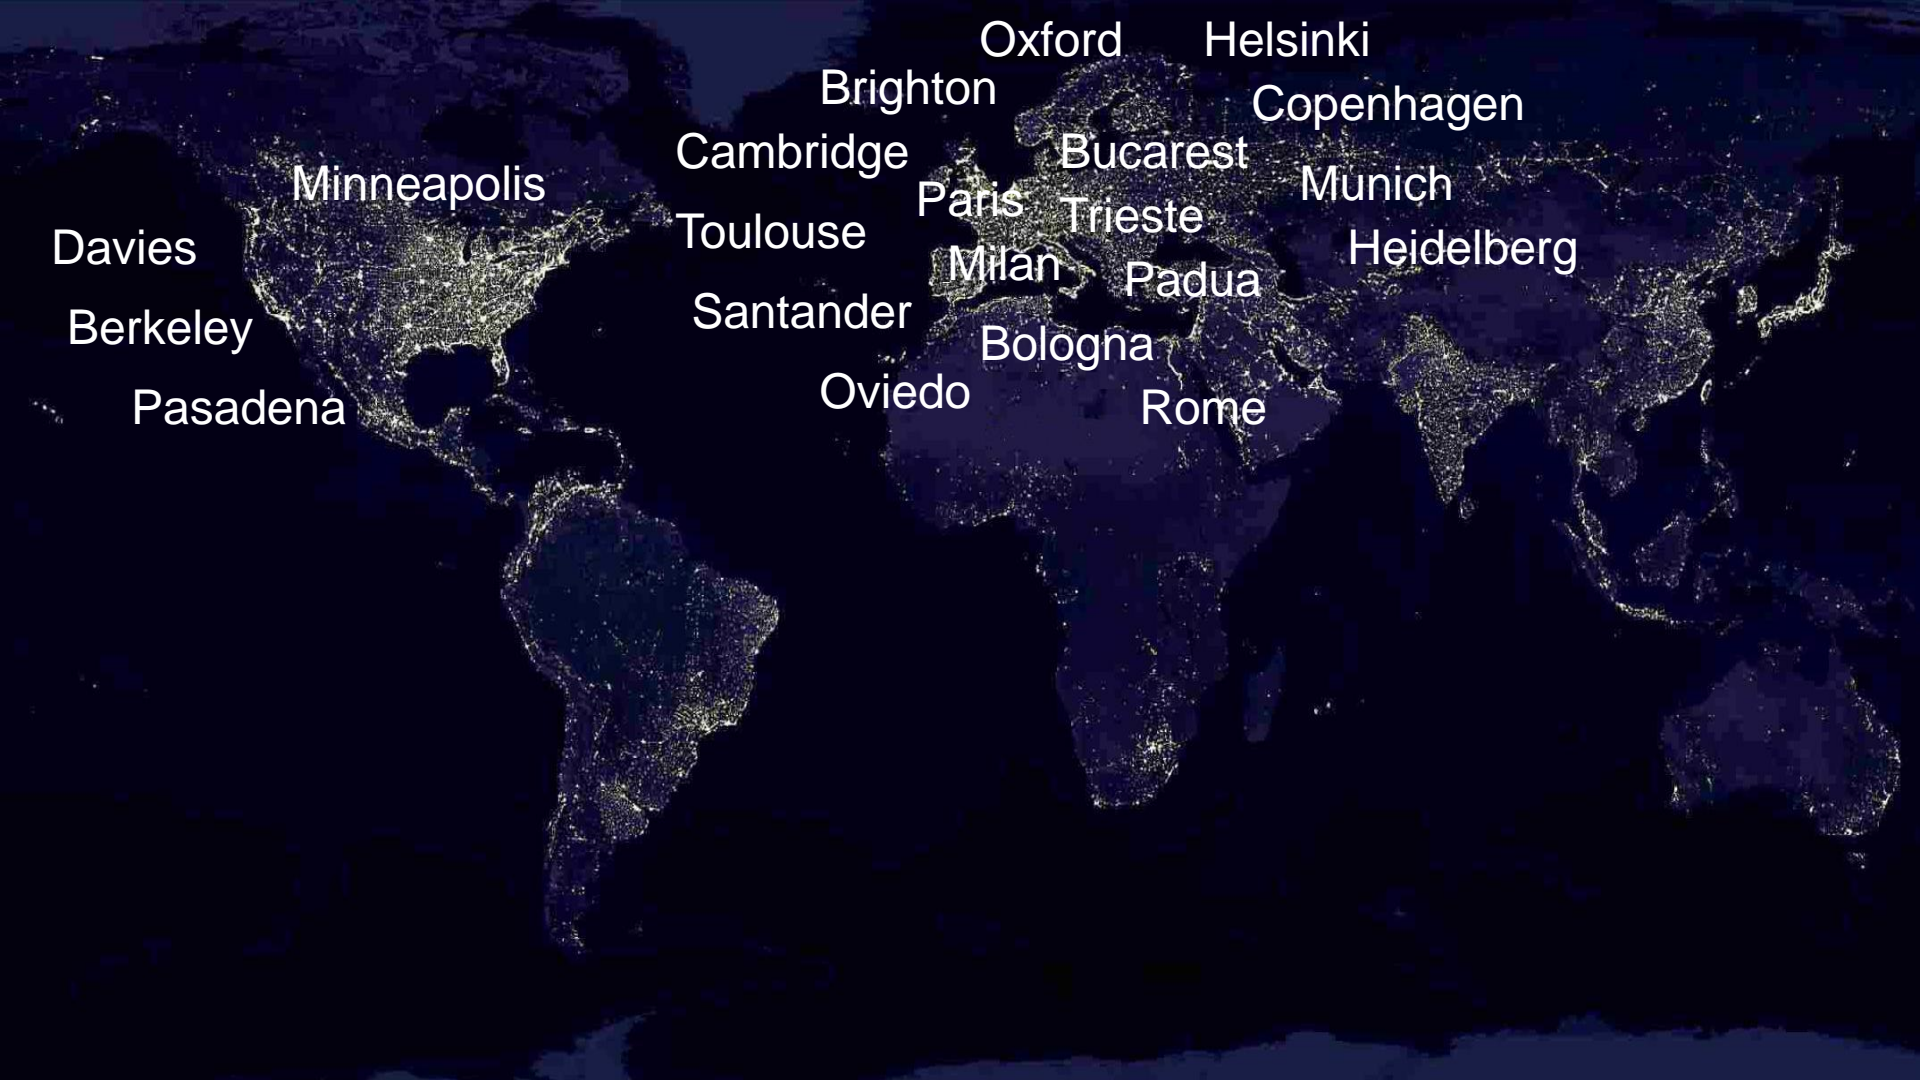 Oxford
Helsinki
Brighton
Copenhagen
Cambridge
Bucarest
Minneapolis
Paris
Munich
Toulouse
Trieste
Davies
Milan
Heidelberg
Padua
Santander
Berkeley
Bologna
Oviedo
Pasadena
Rome